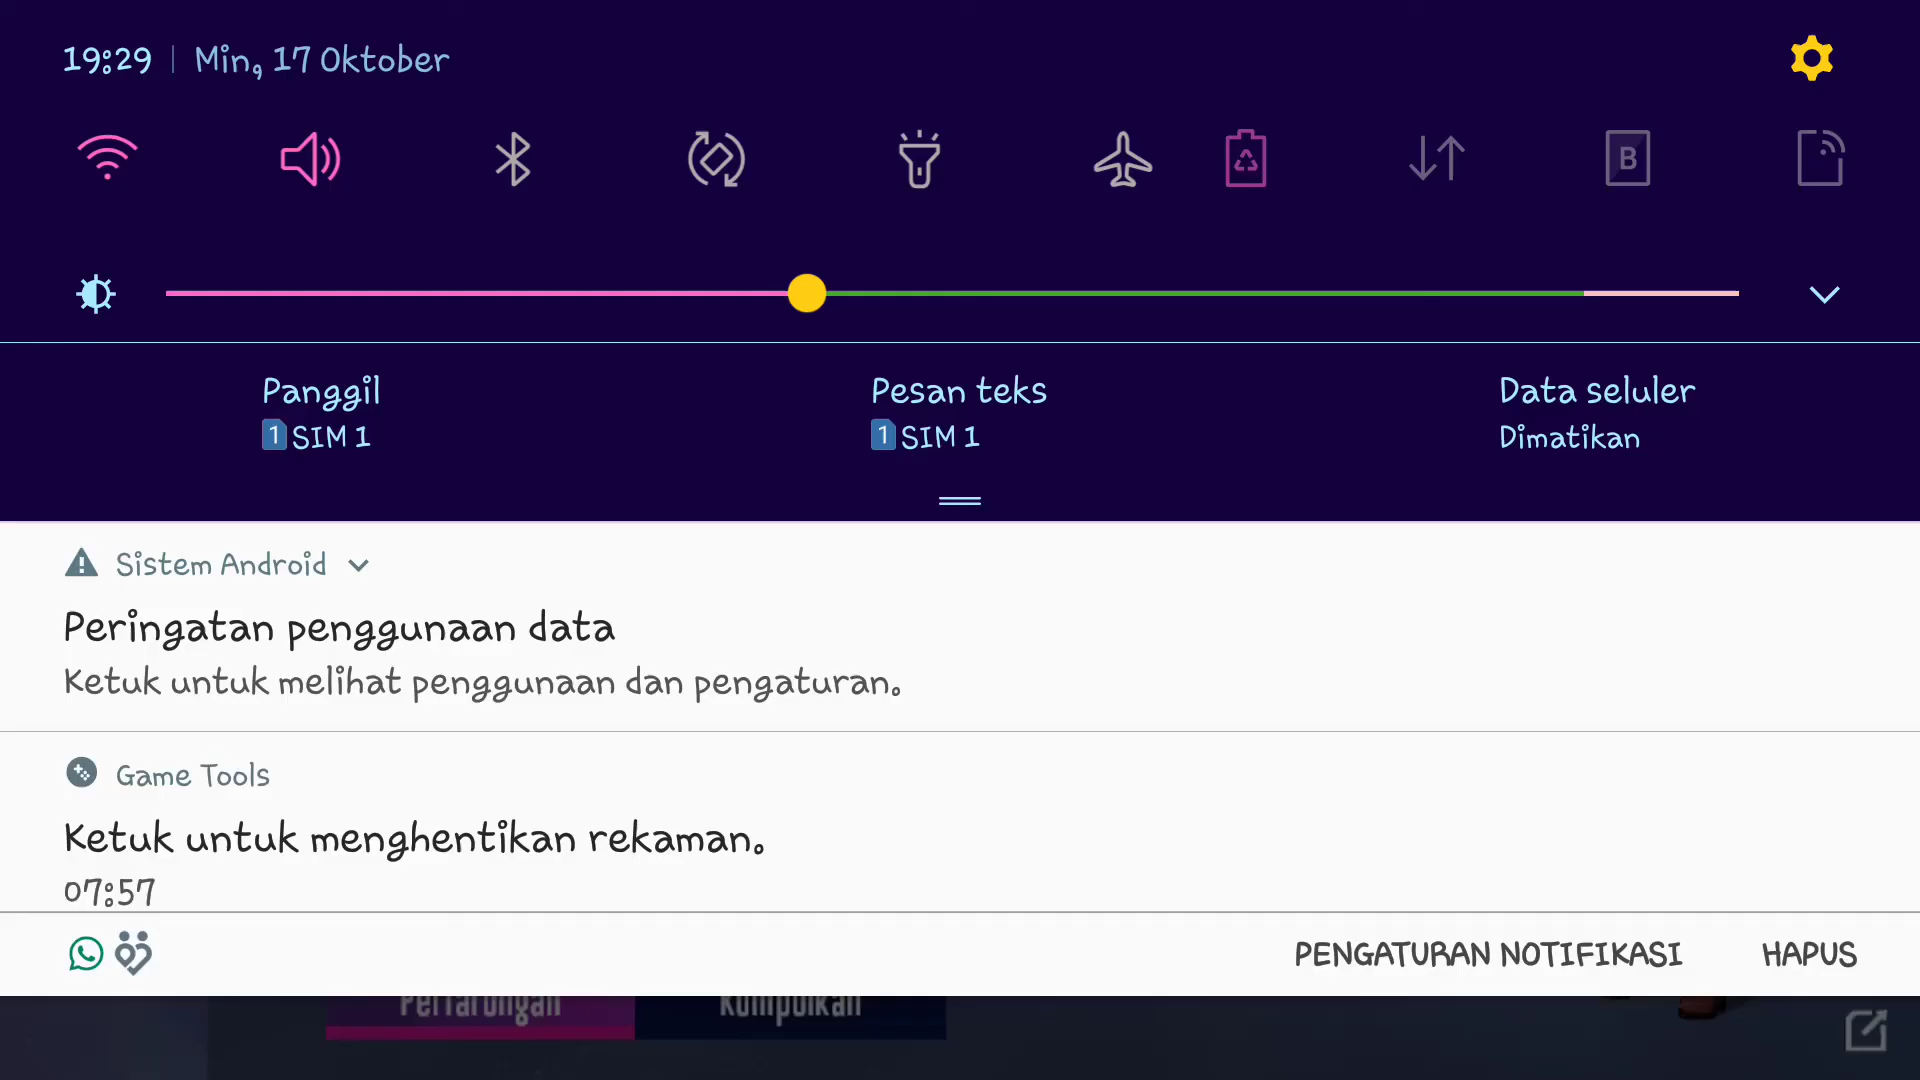 19:29 | Min, 17 Oktober
B
Panggil
1 SIM 1
Pesan teks
1 SIM 1
Data seluler
Dimatikan
Sistem Android
Peringatan penggunaan data
Ketuk untuk melihat penggunaan dan pengaturan.
Game Tools
Ketuk untuk menghentikan rekaman.
07:57
PENGATURAN NOTIFIKASI HAPUS
Pertarungan Kumpulkan